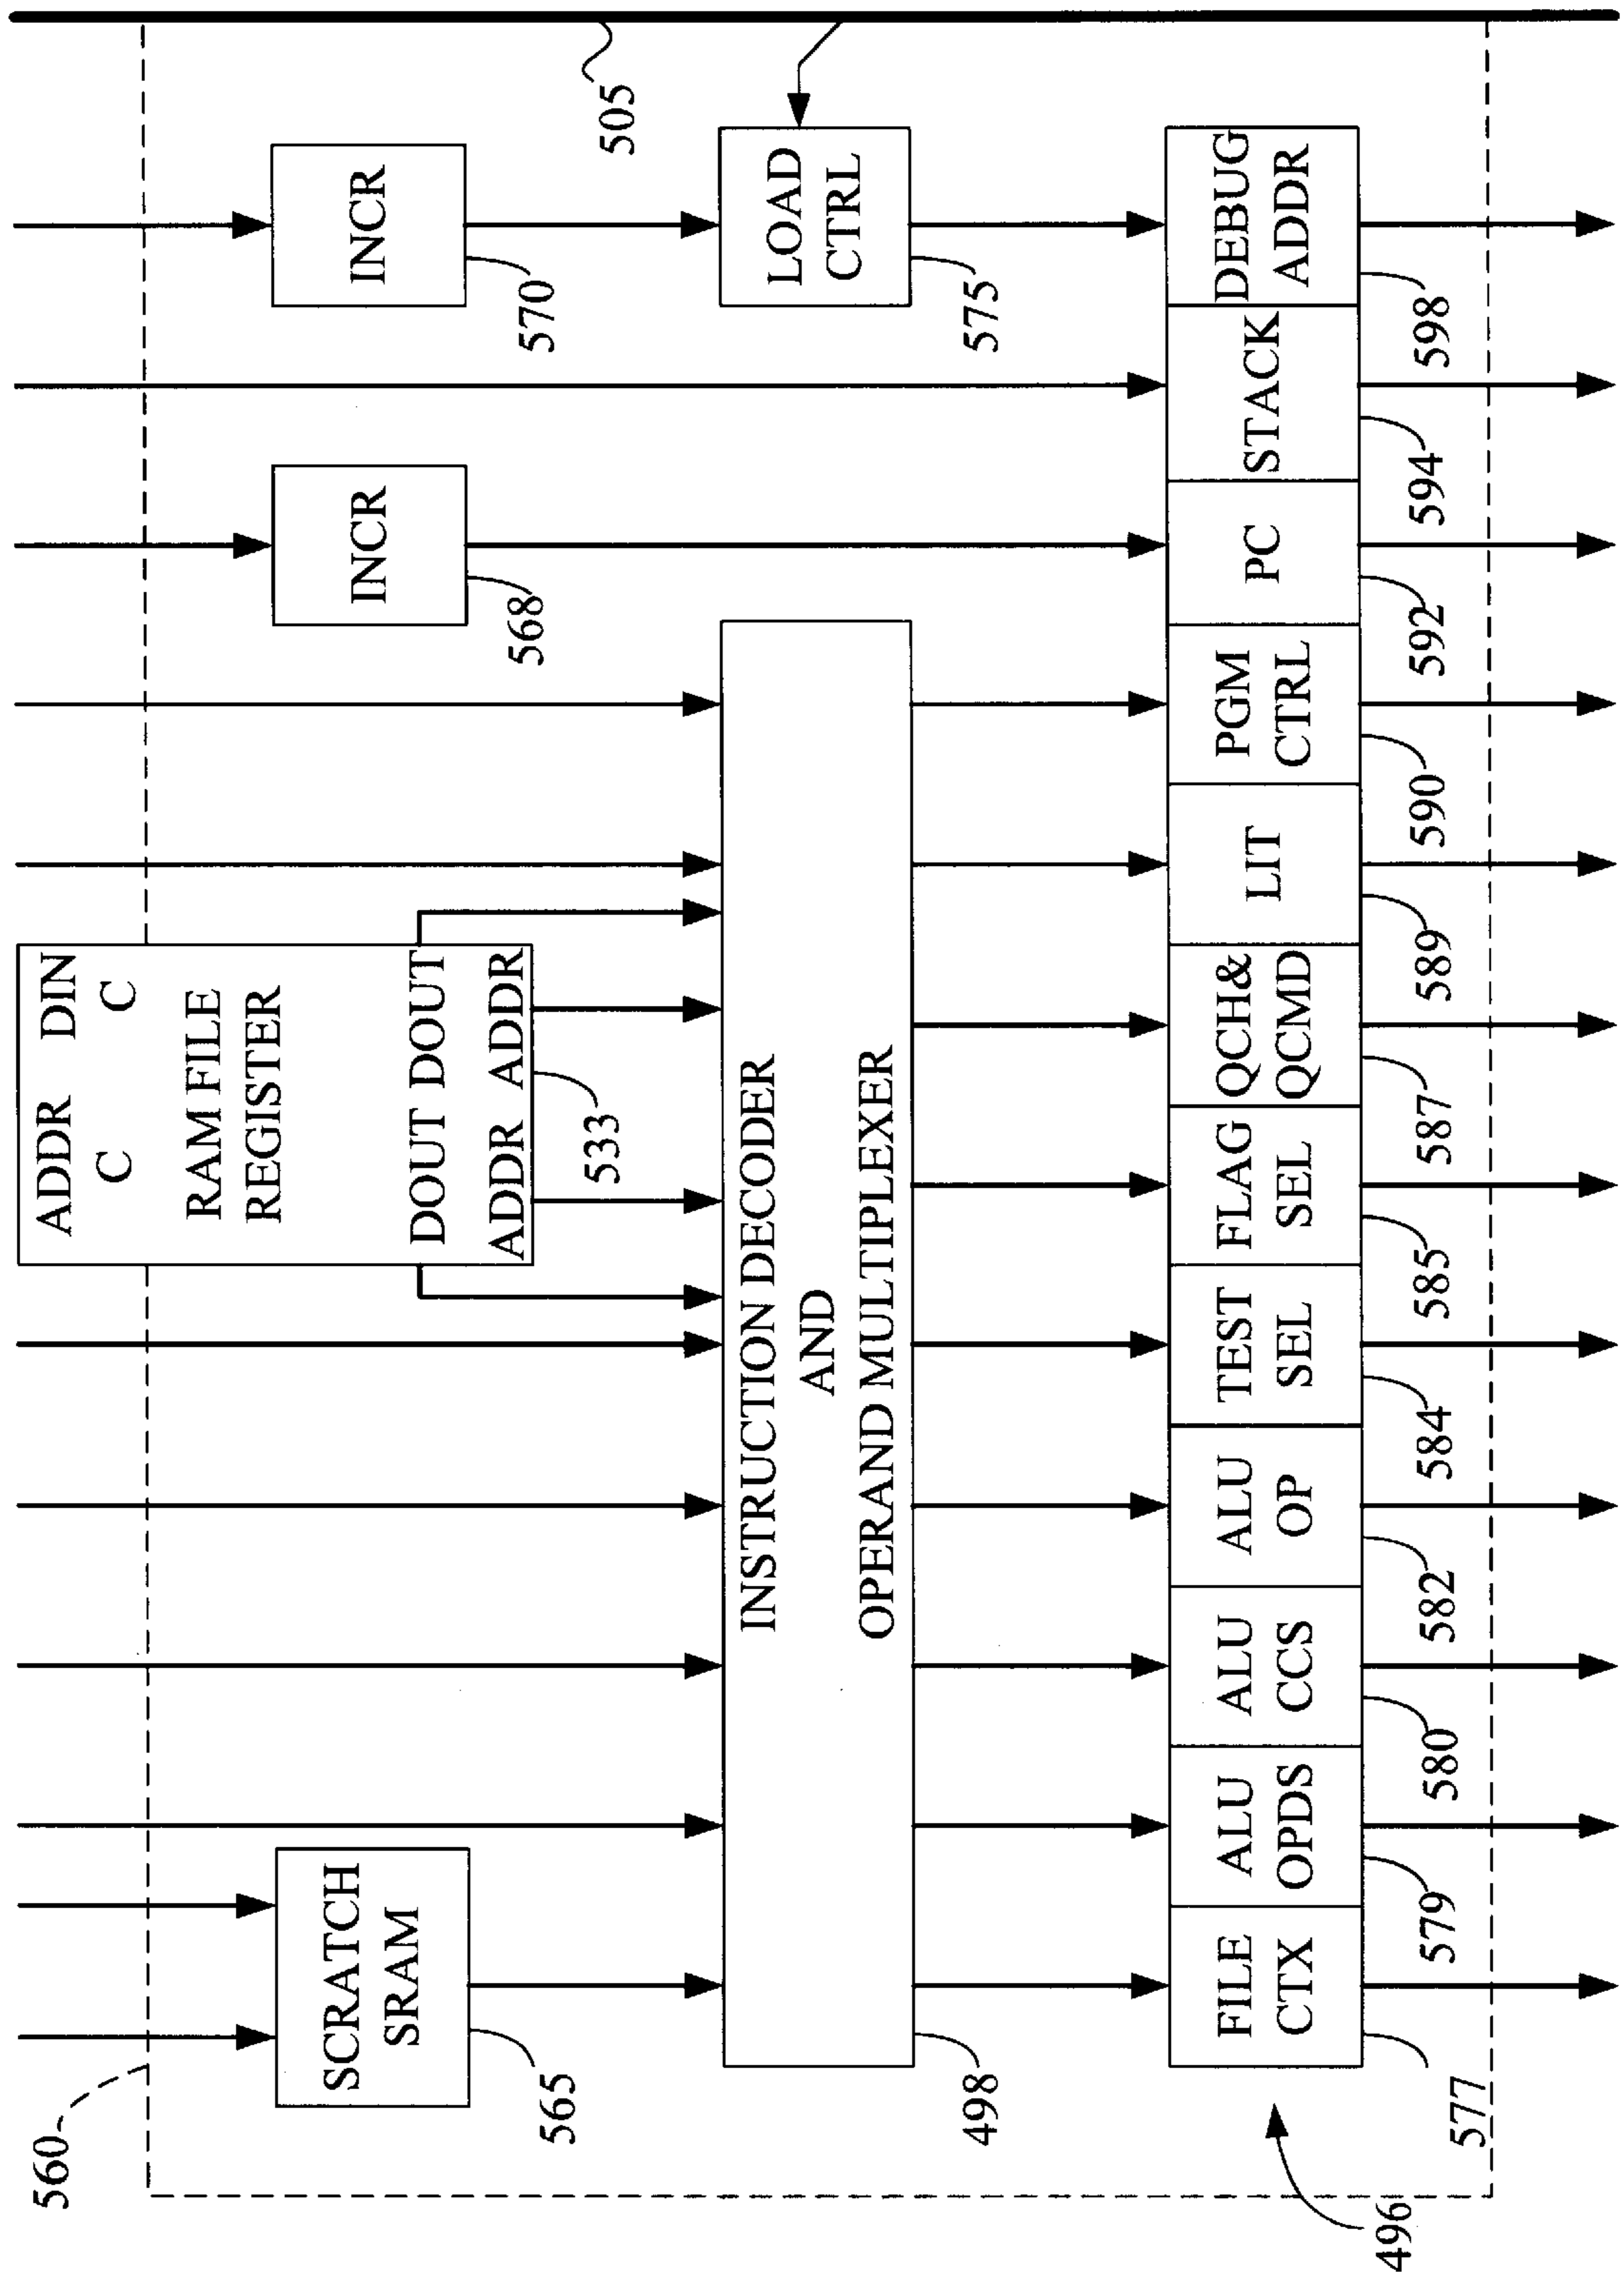 560
SCRATCH
SRAM
565
ADDR DIN
C C
RAM FILE
REGISTER
DOUT DOUT
ADDR ADDR
533
INCR
568
INCR
570
505
INSTRUCTION DECODER
AND
OPERAND MULTIPLEXER
498
LOAD
CTRL
575
496
FILE
CTX
577
ALU
OPDS
579
ALU
CCS
580
ALU
OP
582
TEST
SEL
584
FLAG
SEL
585
QCH&
QCMD
587
LIT
589
PGM
CTRL
590
PC
592
STACK
594
DEBUG
ADDR
598